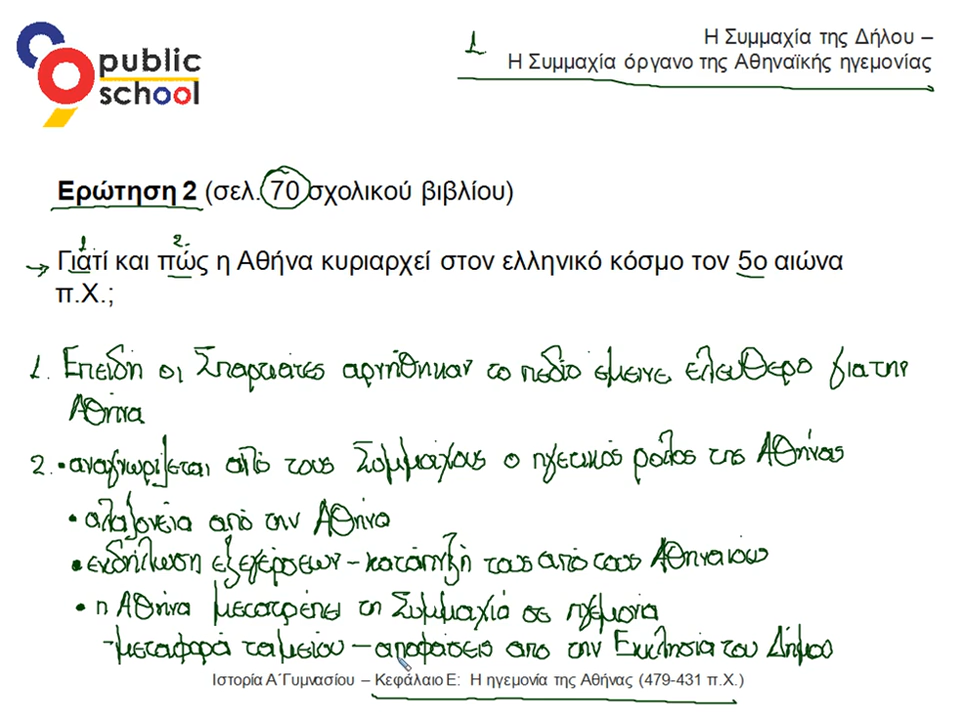 public
school
1
Η Συμμαχία της Δήλου –
Η Συμμαχία όργανο της Αθηναϊκής ηγεμονίας
Ερώτηση 2 (σελ. 70 σχολικού βιβλίου)
1 2.
Γιατί και πώς η Αθήνα κυριαρχεί στον ελληνικό κόσμο τον 5ο αιώνα
π.Χ.;
1. Επειδή οι Σπαρτιάτες αρνήθηκαν το πεδίο έμεινε ελεύθερο για την
Αθήνα
2. • αναγνωρίζεται από τους Συμμάχους ο ηγετικός ρόλος της Αθήνας
• αλαζονεία από την Αθήνα
• εκδήλωση εξεγέρσεων – κατάπνιξή τους από τους Αθηναίους
• η Αθήνα μετατρέπει τη Συμμαχία σε ηγεμονία
- μεταφορά ταμείου – αποφάσεις από την Εκκλησία του Δήμου
Ιστορία Α΄Γυμνασίου – Κεφάλαιο Ε: Η ηγεμονία της Αθήνας (479-431 π.Χ.)